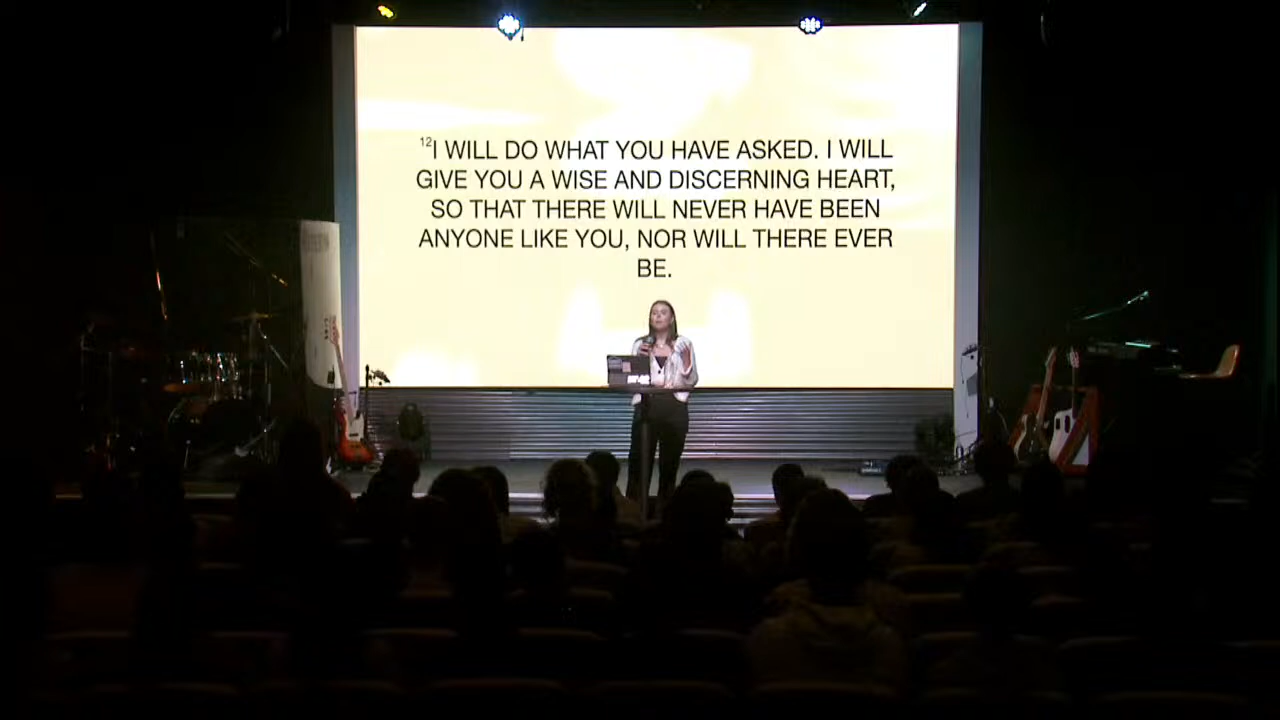 ¹²I WILL DO WHAT YOU HAVE ASKED. I WILL
GIVE YOU A WISE AND DISCERNING HEART,
SO THAT THERE WILL NEVER HAVE BEEN
ANYONE LIKE YOU, NOR WILL THERE EVER
BE.